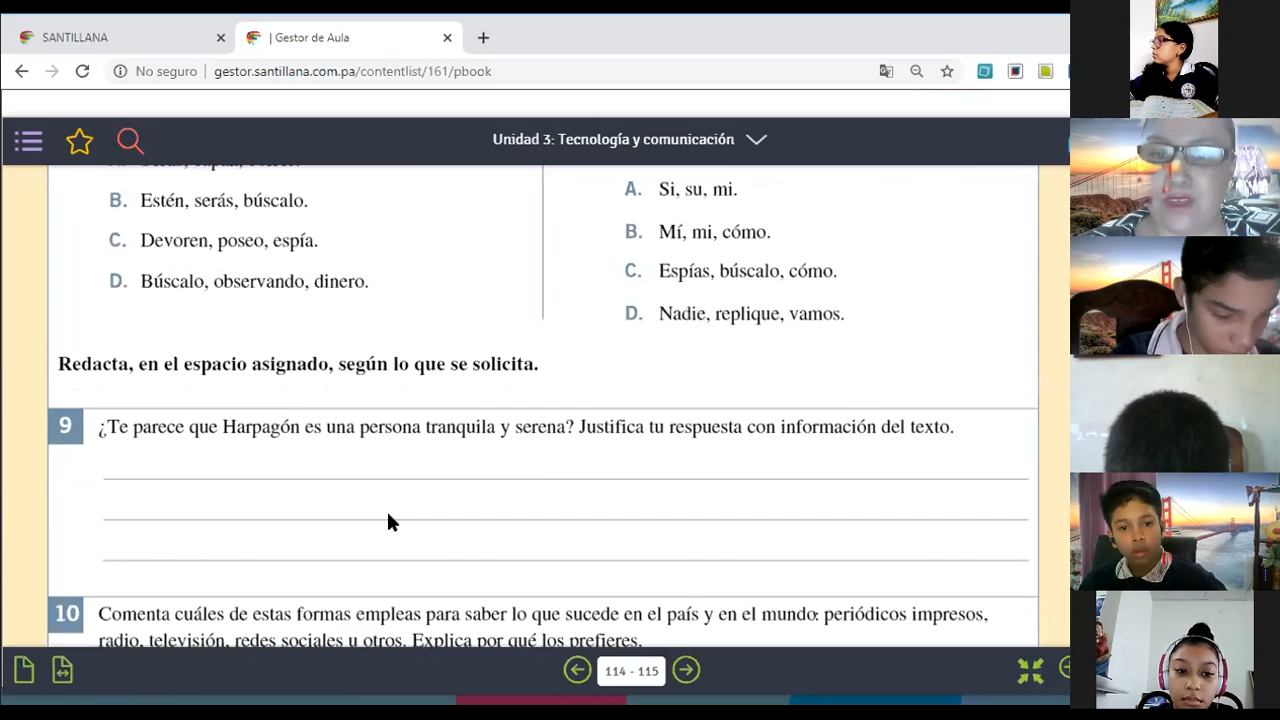 SANTILLANA
| Gestor de Aula
No seguro | gestor.santillana.com.pa/contentlist/161/pbook
Unidad 3: Tecnología y comunicación
B. Estén, serás, búscalo.
C. Devoren, poseo, espía.
D. Búscalo, observando, dinero.
A. Si, su, mi.
B. Mí, mi, cómo.
C. Espías, búscalo, cómo.
D. Nadie, replique, vamos.
Redacta, en el espacio asignado, según lo que se solicita.
9 ¿Te parece que Harpagón es una persona tranquila y serena? Justifica tu respuesta con información del texto.
10 Comenta cuáles de estas formas empleas para saber lo que sucede en el país y en el mundo: periódicos impresos,
radio, televisión, redes sociales u otros. Explica por qué los prefieres.
114 - 115